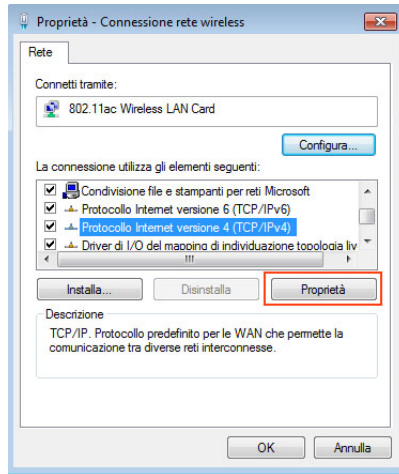 Proprietà - Connessione rete wireless
Rete
Connetti tramite:
802.11ac Wireless LAN Card
Configura...
La connessione utilizza gli elementi seguenti:
Condivisione file e stampanti per reti Microsoft
Protocollo Internet versione 6 (TCP/IPv6)
Protocollo Internet versione 4 (TCP/IPv4)
Driver di I/O del mapping di individuazione topologia liv
Installa...
Disinstalla
Proprietà
Descrizione
TCP/IP. Protocollo predefinito per le WAN che permette la
comunicazione tra diverse reti interconnesse.
OK
Annulla